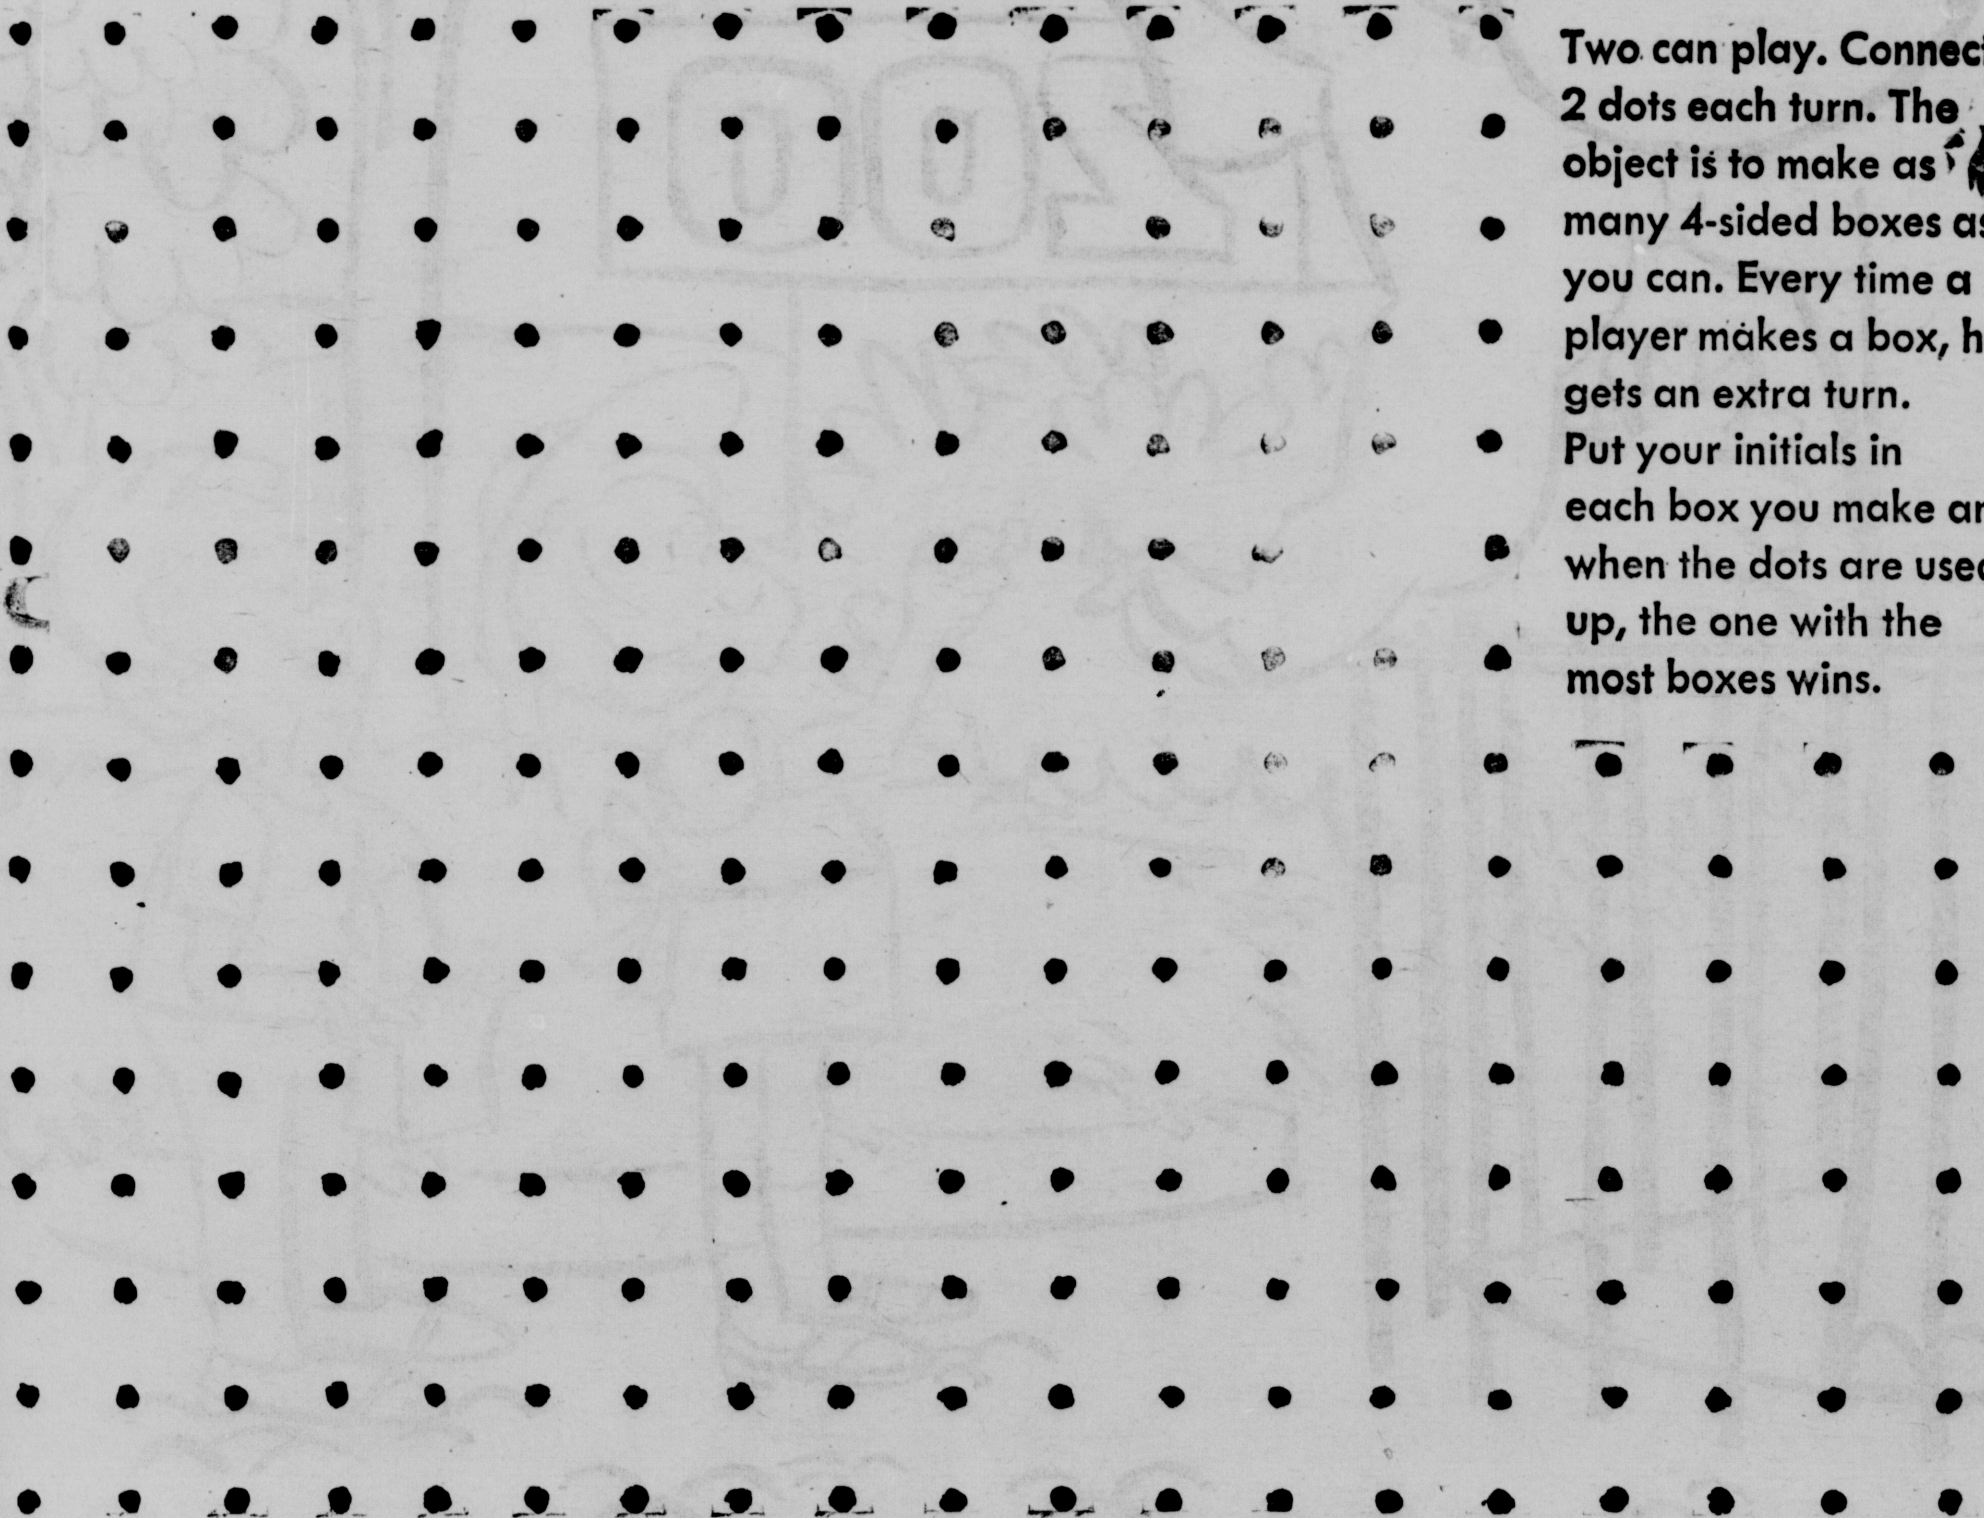 Two can play. Connect
2 dots each turn. The
object is to make as
many 4-sided boxes as
you can. Every time a
player makes a box, h
gets an extra turn.
Put your initials in
each box you make an
when the dots are used
up, the one with the
most boxes wins.
200